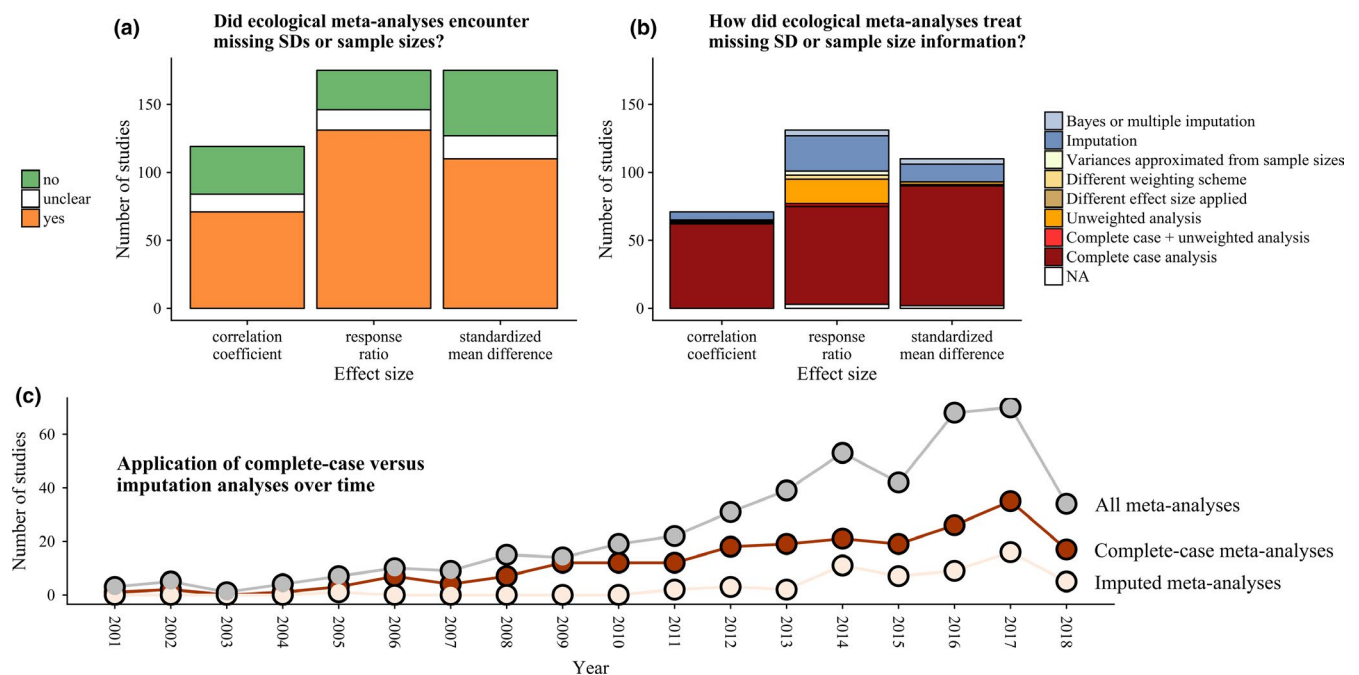 (a)
Did ecological meta-analyses encounter
missing SDs or sample sizes?
no
unclear
yes
Number of studies
150
100
50
0
correlation
coefficient
response
ratio
standardized
mean difference
Effect size
(b)
How did ecological meta-analyses treat
missing SD or sample size information?
Number of studies
150
100
50
0
correlation
coefficient
response
ratio
standardized
mean difference
Effect size
Bayes or multiple imputation
Imputation
Variances approximated from sample sizes
Different weighting scheme
Different effect size applied
Unweighted analysis
Complete case + unweighted analysis
Complete case analysis
NA
(c)
Application of complete-case versus
imputation analyses over time
Number of studies
60
40
20
0
All meta-analyses
Complete-case meta-analyses
Imputed meta-analyses
2001
2002
2003
2004
2005
2006
2007
2008
2009
2010
2011
2012
2013
2014
2015
2016
2017
2018
Year